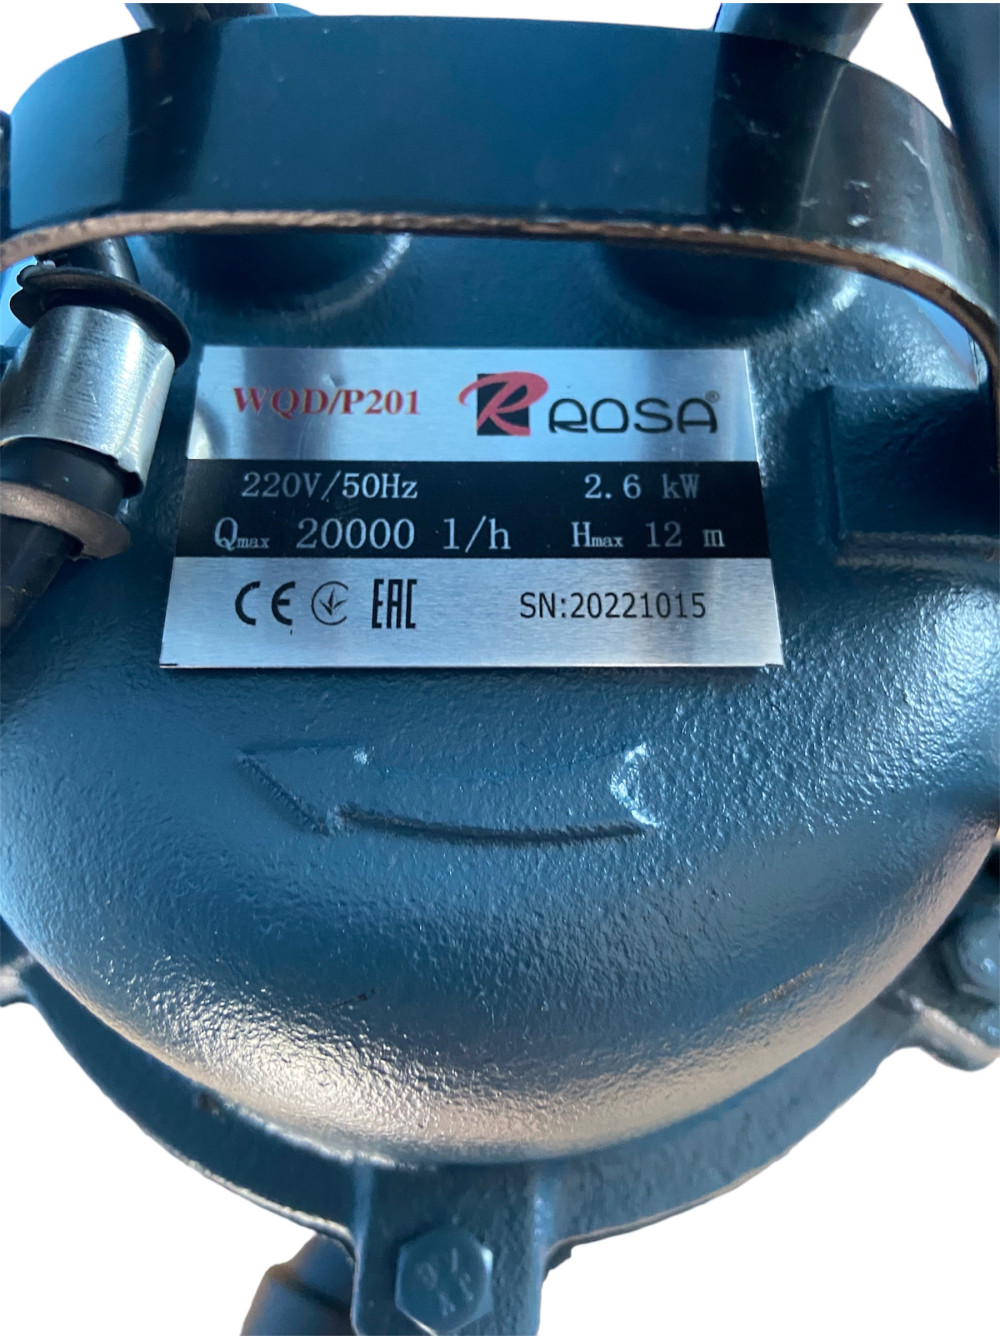 WQD/P201 R ROSA®
220V/50Hz 2.6 kW
Qmax 20000 l/h Hmax 12 m
CE EAC SN:20221015